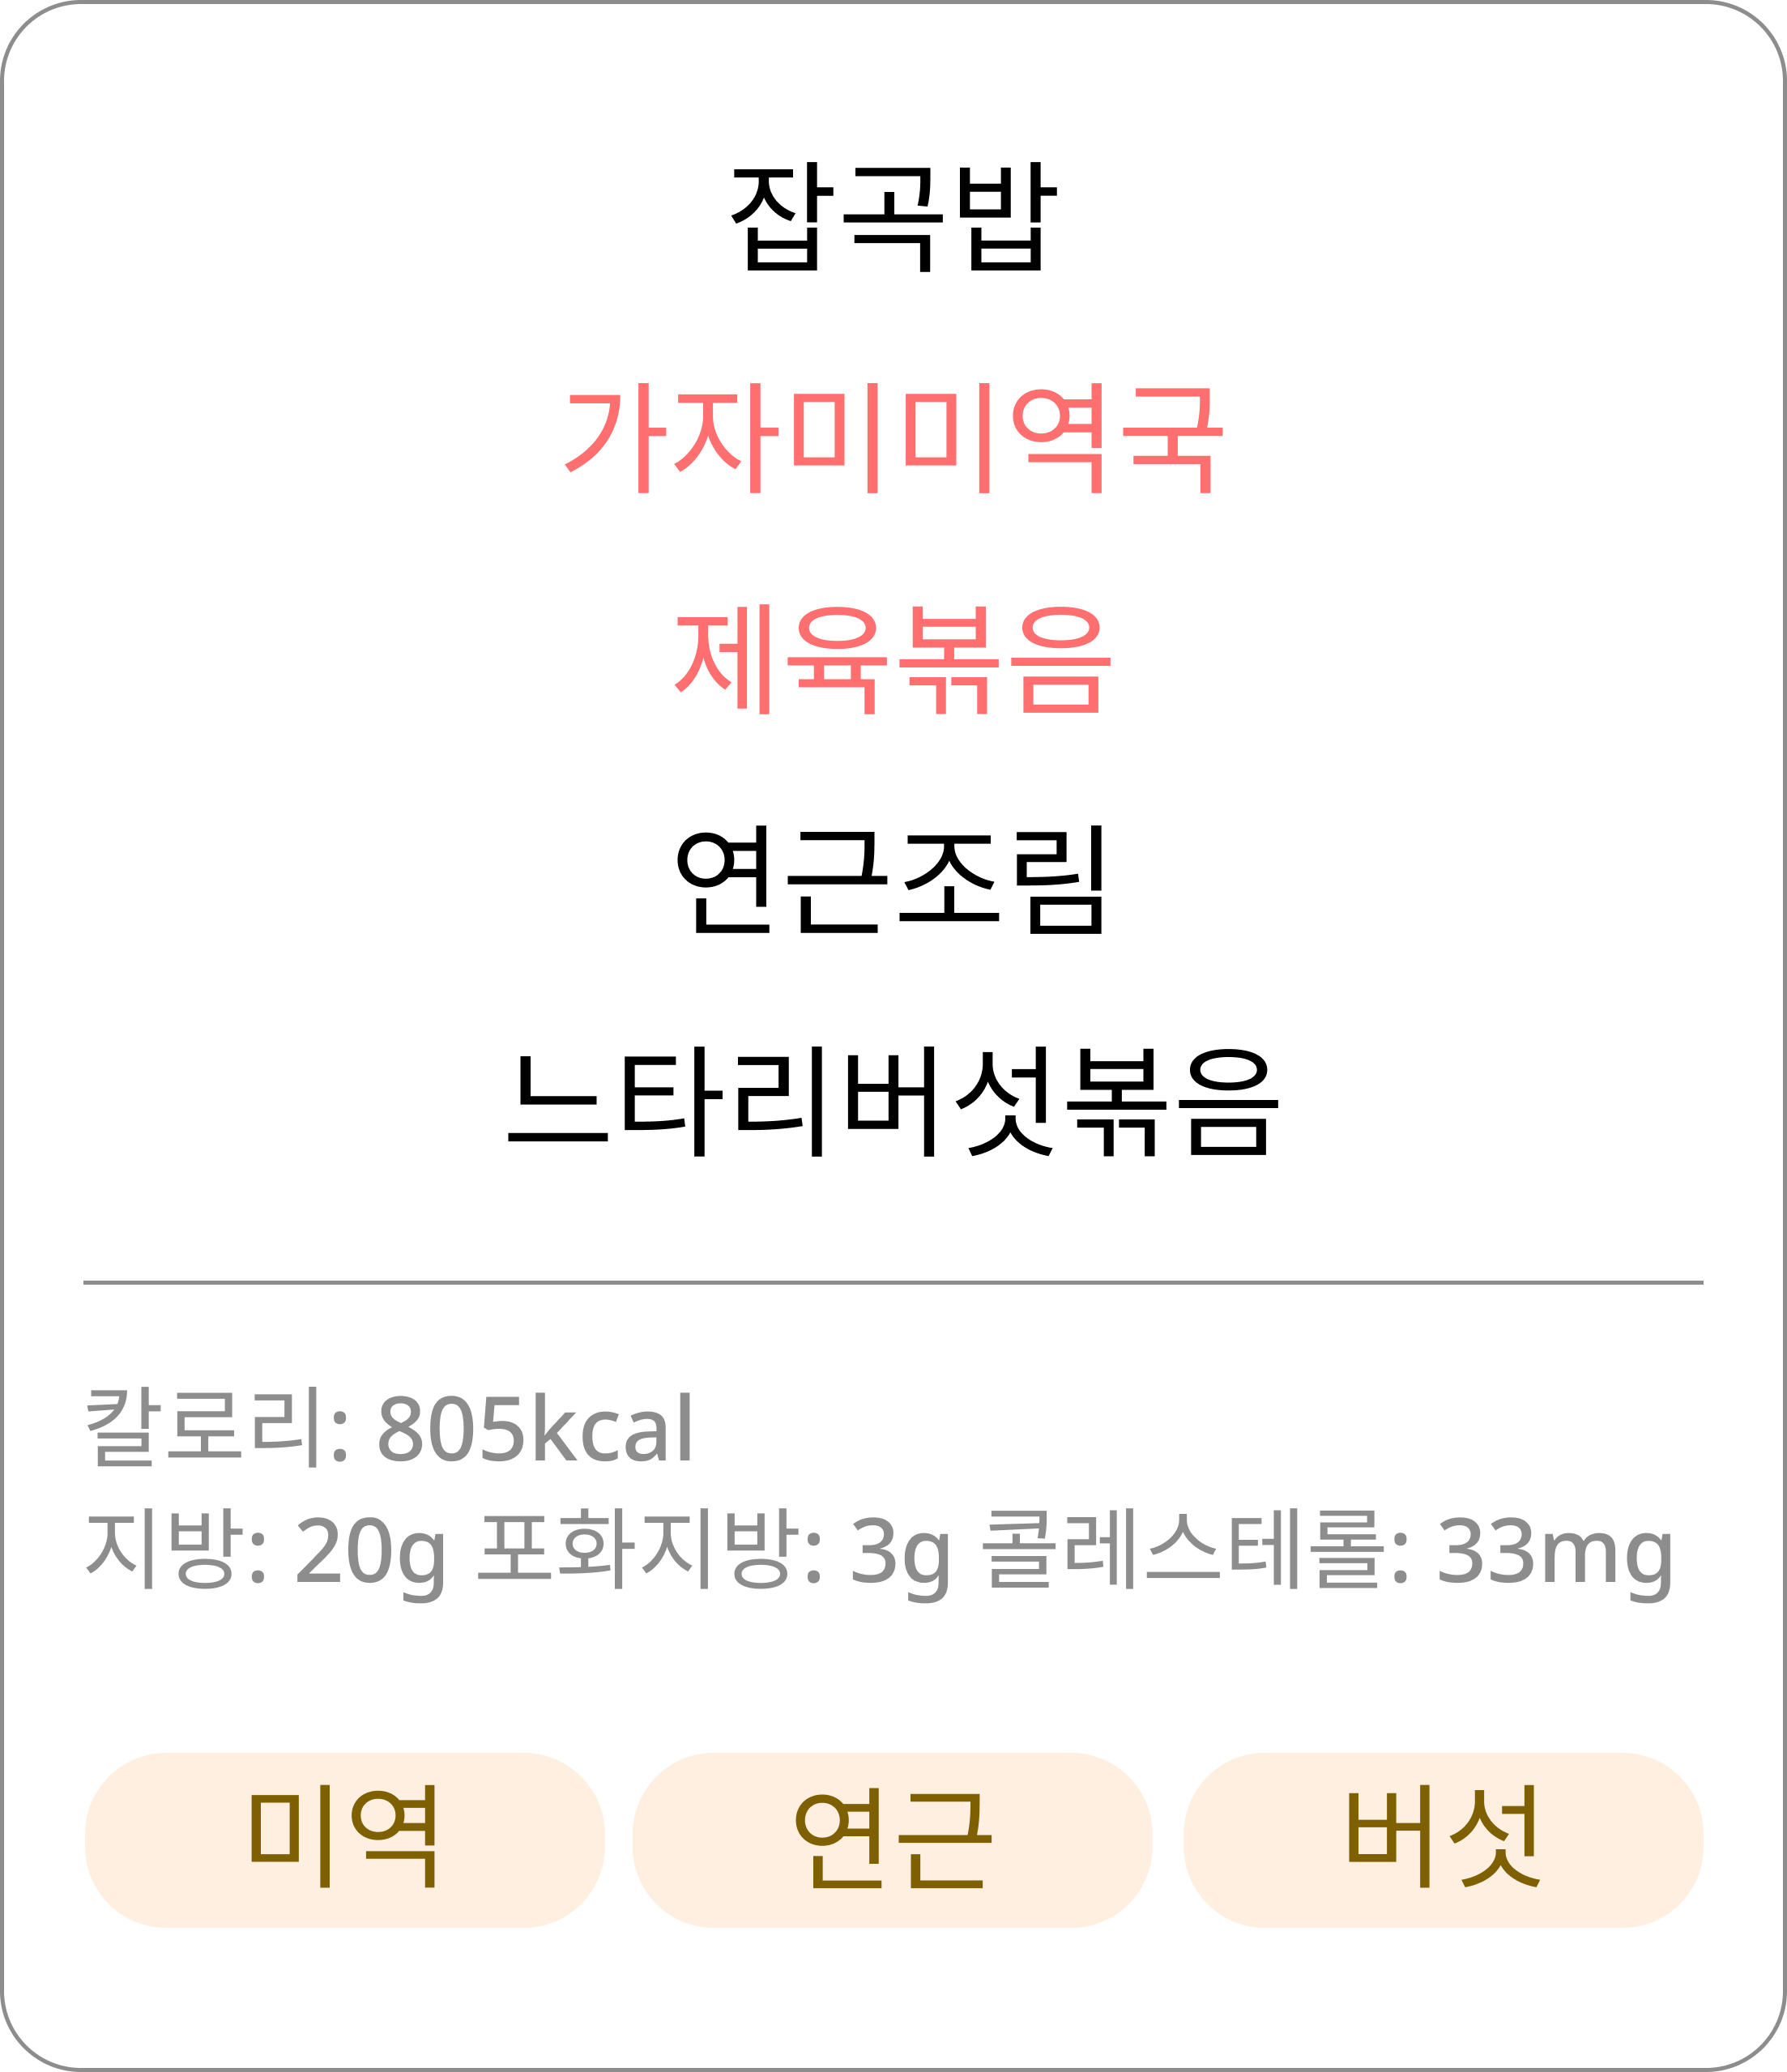 잡곡밥
가자미미역국
제육볶음
연근조림
느타리버섯볶음
칼로리: 805kcal
지방: 20g 포화지방: 3g 콜레스테롤: 33mg
미역 연근 버섯